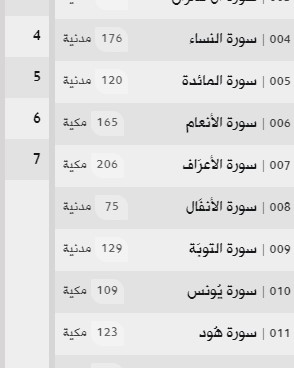 004 | سورة النساء 176 مدنية 4
005 | سورة المائدة 120 مدنية 5
006 | سورة الأنعام 165 مكية 6
007 | سورة الأعرَاف 206 مكية 7
008 | سورة الأنفَال 75 مدنية
009 | سورة التوبَة 129 مدنية
010 | سورة يُونس 109 مكية
011 | سورة هُود 123 مكية